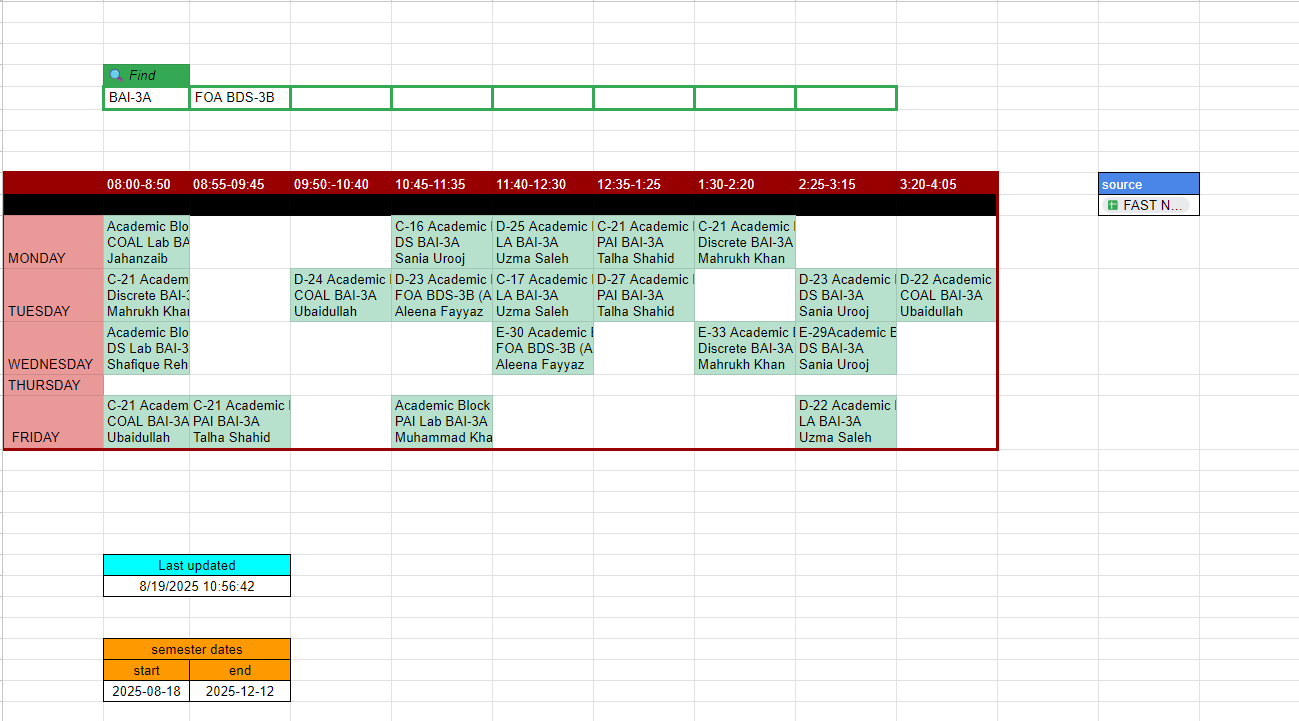 Find
BAI-3A FOA BDS-3B
08:00-8:50 08:55-09:45 09:50:-10:40 10:45-11:35 11:40-12:30 12:35-1:25 1:30-2:20 2:25-3:15 3:20-4:05
source
FAST N...
MONDAY
Academic Blo
COAL Lab BA
Jahanzaib
C-16 Academic
DS BAI-3A
Sania Urooj
D-25 Academic
LA BAI-3A
Uzma Saleh
C-21 Academic
PAI BAI-3A
Talha Shahid
C-21 Academic
Discrete BAI-3A
Mahrukh Khan
TUESDAY
C-21 Academ
Discrete BAI-3
Mahrukh Khan
D-24 Academic
COAL BAI-3A
Ubaidullah
D-23 Academic
FOA BDS-3B (A
Aleena Fayyaz
C-17 Academic
LA BAI-3A
Uzma Saleh
D-27 Academic
PAI BAI-3A
Talha Shahid
D-23 Academic
DS BAI-3A
Sania Urooj
D-22 Academic
COAL BAI-3A
Ubaidullah
WEDNESDAY
Academic Blo
DS Lab BAI-3
Shafique Reh
E-30 Academic
FOA BDS-3B (A
Aleena Fayyaz
E-33 Academic
Discrete BAI-3A
Mahrukh Khan
E-29Academic B
DS BAI-3A
Sania Urooj
THURSDAY
FRIDAY
C-21 Academ
COAL BAI-3A
Ubaidullah
C-21 Academic
PAI BAI-3A
Talha Shahid
Academic Block
PAI Lab BAI-3A
Muhammad Kha
D-22 Academic
LA BAI-3A
Uzma Saleh
Last updated
8/19/2025 10:56:42
semester dates
start end
2025-08-18 2025-12-12